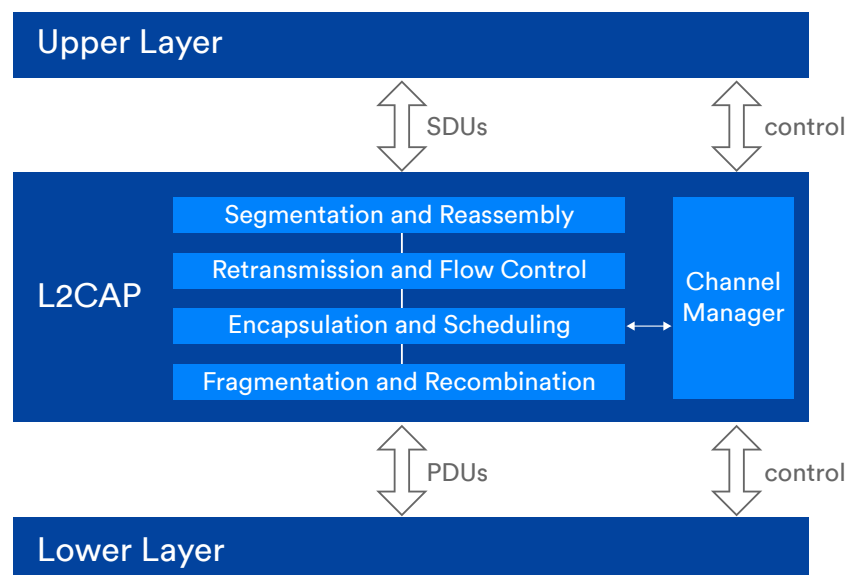 Upper Layer
SDUs
control
L2CAP
Segmentation and Reassembly
Retransmission and Flow Control
Encapsulation and Scheduling
Fragmentation and Recombination
Channel
Manager
PDUs
control
Lower Layer